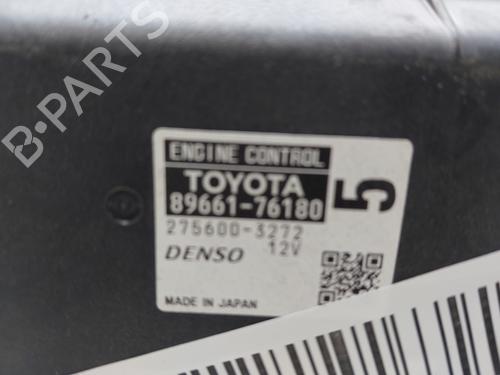 B-PARTS
ENGINE CONTROL
TOYOTA
89661-76180
5
275600-3272
12V
DENSO
MADE IN JAPAN